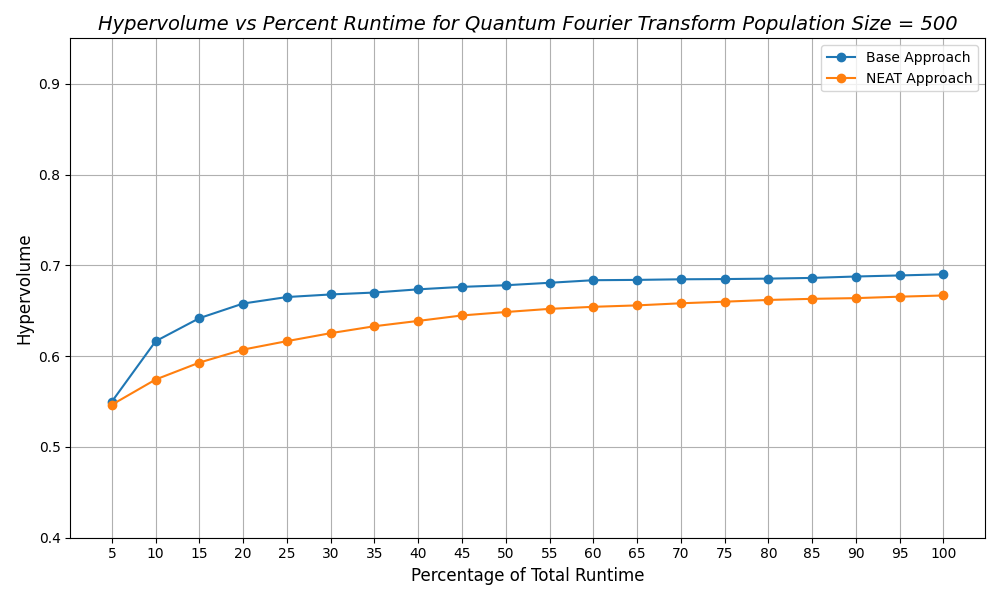 Hypervolume vs Percent Runtime for Quantum Fourier Transform Population Size = 500
Base Approach
NEAT Approach
Hypervolume
0.9
0.8
0.7
0.6
0.5
0.4
5 10 15 20 25 30 35 40 45 50 55 60 65 70 75 80 85 90 95 100
Percentage of Total Runtime